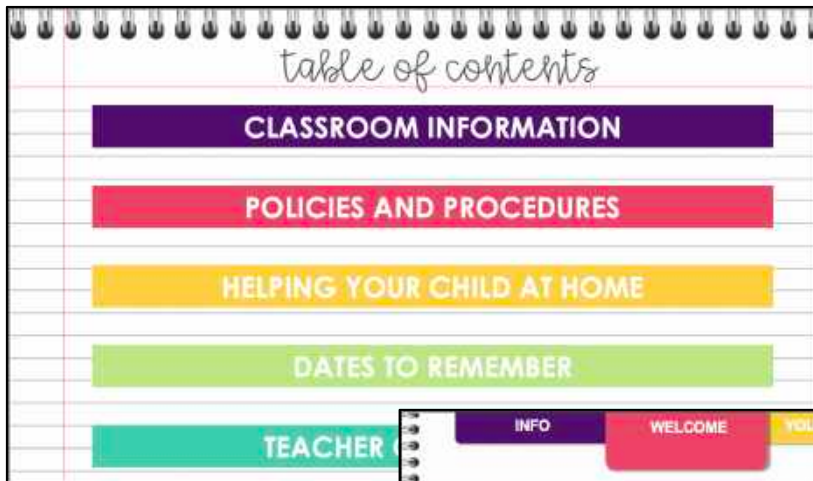 table of contents
CLASSROOM INFORMATION
POLICIES AND PROCEDURES
HELPING YOUR CHILD AT HOME
DATES TO REMEMBER
TEACHER
INFO
WELCOME